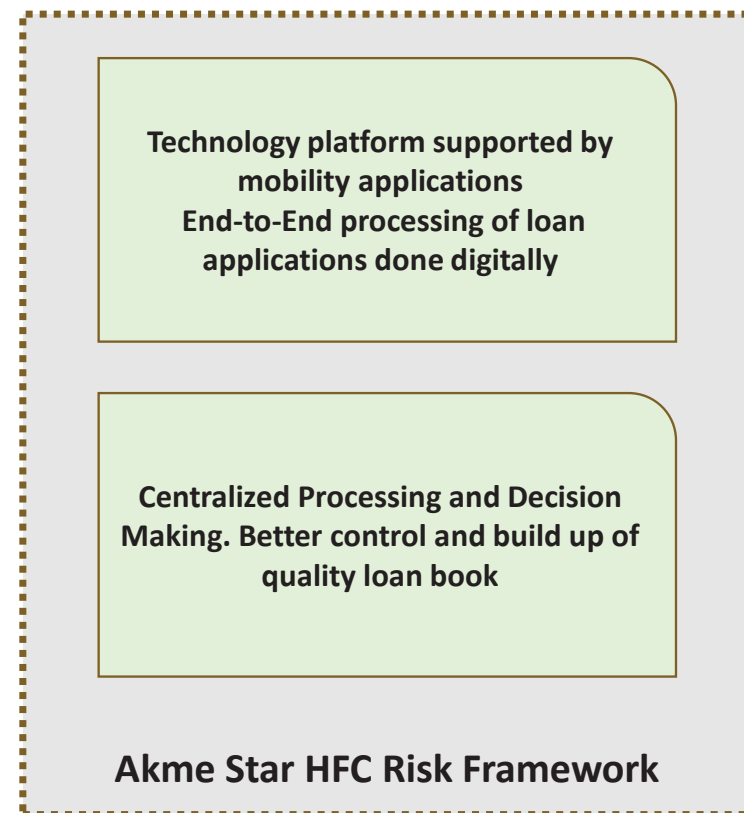 Technology platform supported by
mobility applications
End-to-End processing of loan
applications done digitally
Centralized Processing and Decision
Making. Better control and build up of
quality loan book
Akme Star HFC Risk Framework